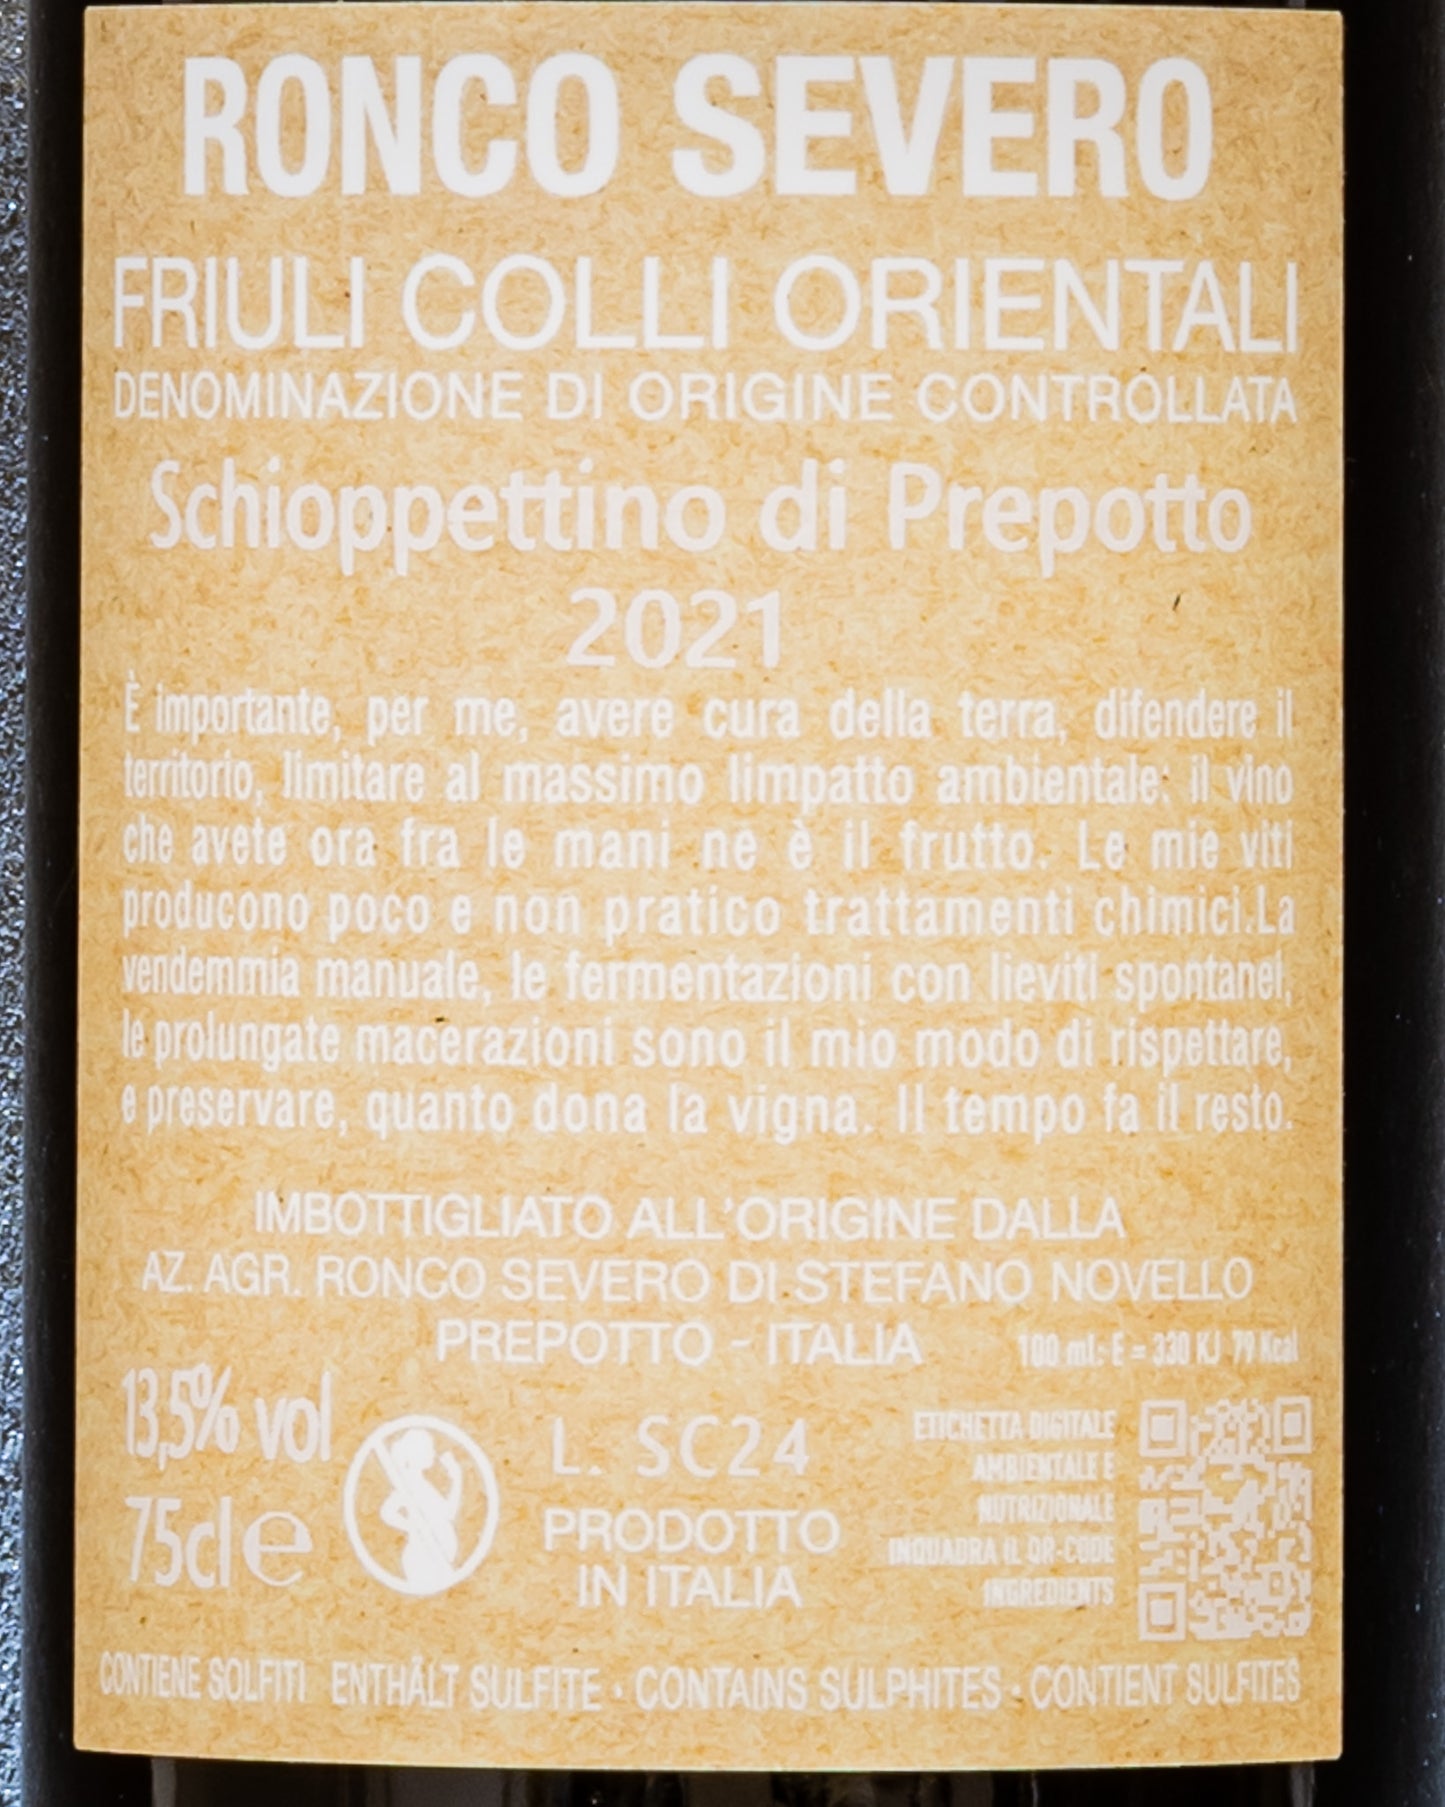 RONCO SEVERO
FRIULI COLLI ORIENTALI
DENOMINAZIONE DI ORIGINE CONTROLLATA
Schioppettino di Prepotto
2021
È importante, per me, avere cura della terra, difendere il
territorio, limitare al massimo limpatto ambientale: il vino
che avete ora fra le mani ne è il frutto. Le mie viti
producono poco e non pratico trattamenti chimici.La
vendemmia manuale, le fermentazioni con lieviti spontanei,
le prolungate macerazioni sono il mio modo di rispettare,
e preservare, quanto dona la vigna. Il tempo fa il resto.
IMBOTTIGLIATO ALL'ORIGINE DALLA
AZ. AGR. RONCO SEVERO DI STEFANO NOVELLO
PREPOTTO - ITALIA
100 ml: E = 330 KJ 79 Kcal
13,5% vol
75cl e
L. SC24
PRODOTTO
IN ITALIA
ETICHETTA DIGITALE
AMBIENTALE E
NUTRIZIONALE
INQUADRA IL QR-CODE
INGREDIENTS
CONTIENE SOLFITI ENTHÄLT SULFITE · CONTAINS SULPHITES · CONTIENT SULFITES